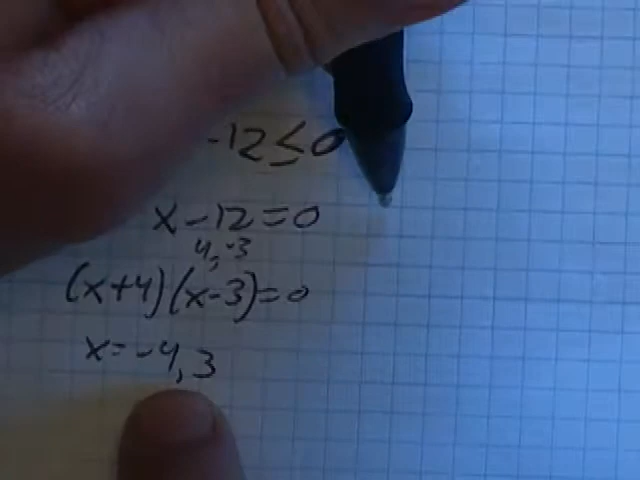 -12≤0
x-12=0
4,-3
(x+4)(x-3)=0
x=-4,3